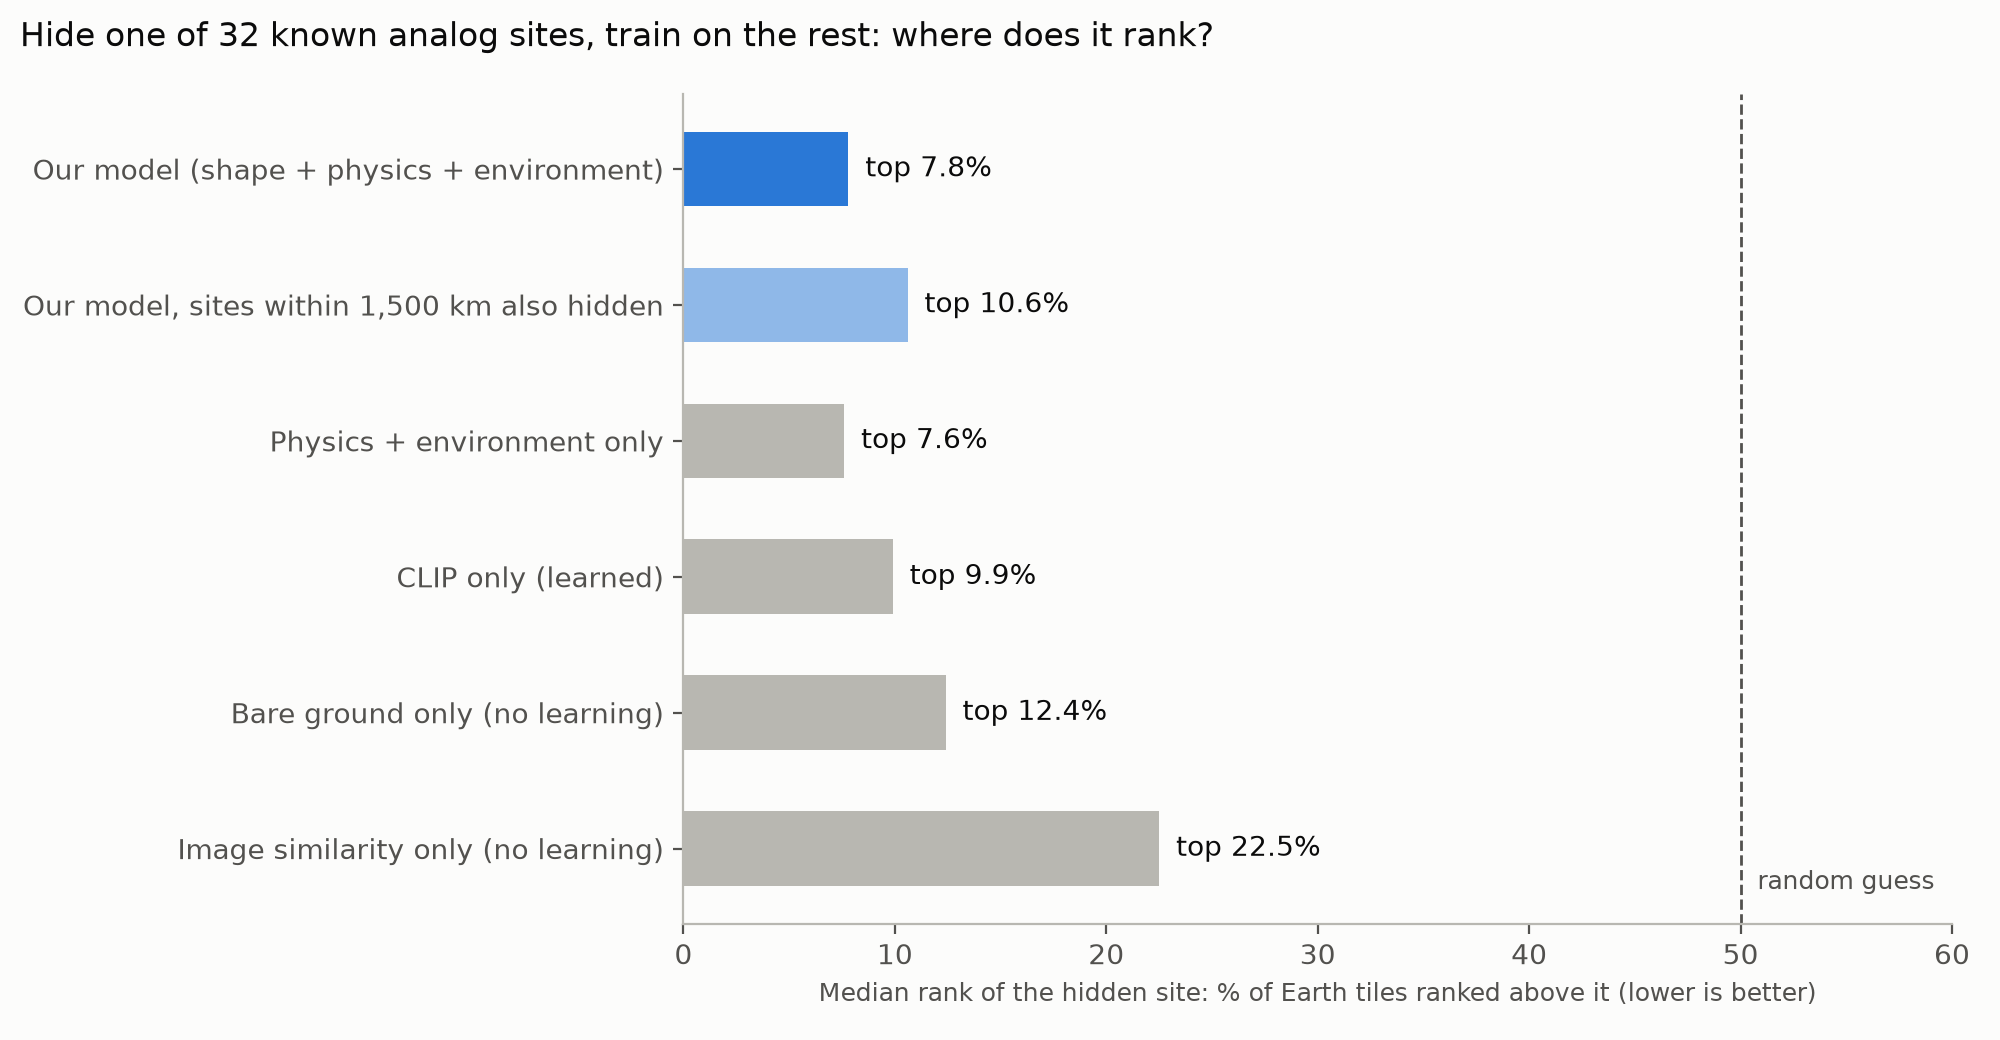 Hide one of 32 known analog sites, train on the rest: where does it rank?
Our model (shape + physics + environment)
top 7.8%
Our model, sites within 1,500 km also hidden
top 10.6%
Physics + environment only
top 7.6%
CLIP only (learned)
top 9.9%
Bare ground only (no learning)
top 12.4%
Image similarity only (no learning)
top 22.5%
random guess
0 10 20 30 40 50 60
Median rank of the hidden site: % of Earth tiles ranked above it (lower is better)